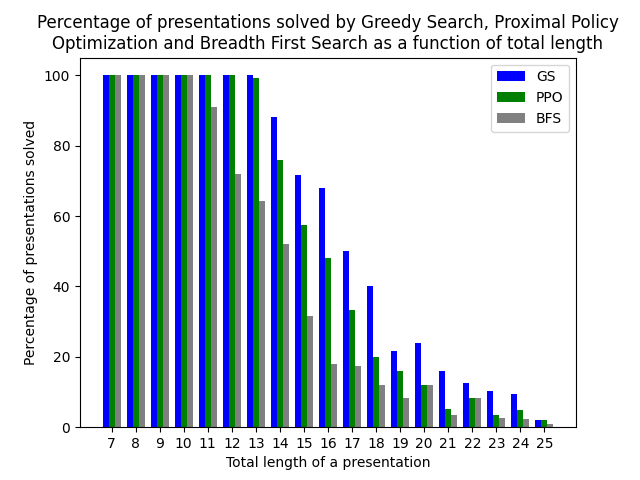 Percentage of presentations solved by Greedy Search, Proximal Policy
Optimization and Breadth First Search as a function of total length
GS
PPO
BFS
Percentage of presentations solved
100
80
60
40
20
0
7 8 9 10 11 12 13 14 15 16 17 18 19 20 21 22 23 24 25
Total length of a presentation